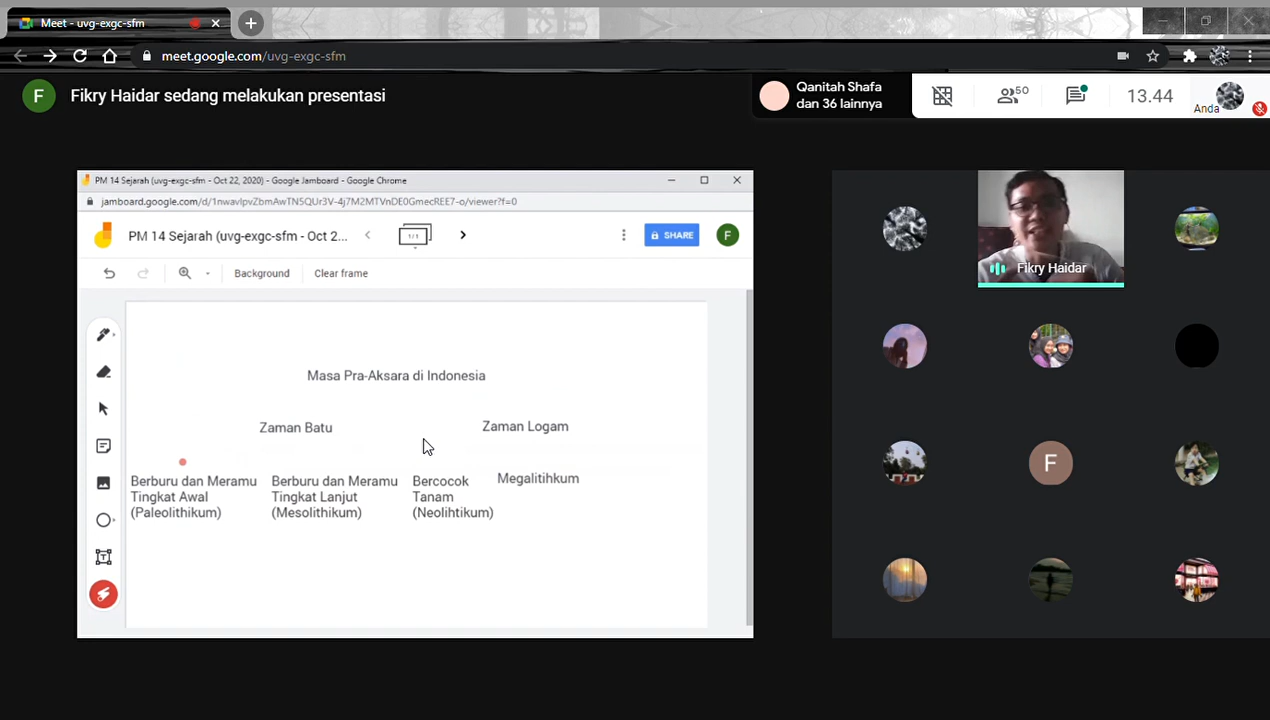 Meet - uvg-exgc-sfm
meet.google.com/uvg-exgc-sfm
F
Fikry Haidar sedang melakukan presentasi
Qanitah Shafa
dan 36 lainnya
50
13.44
Anda
PM 14 Sejarah (uvg-exgc-sfm - Oct 22, 2020) - Google Jamboard - Google Chrome
jamboard.google.com/d/1nwavIpvZbmAwTN5QUr3V-4j7M2MTVnDE0GmecREE7-o/viewer?f=0
PM 14 Sejarah (uvg-exgc-sfm - Oct 2...
1/1
SHARE
F
Background
Clear frame
Masa Pra-Aksara di Indonesia
Zaman Batu
Zaman Logam
Berburu dan Meramu
Tingkat Awal
(Paleolithikum)
Berburu dan Meramu
Tingkat Lanjut
(Mesolithikum)
Bercocok
Tanam
(Neolihtikum)
Megalitihkum
Fikry Haidar
F